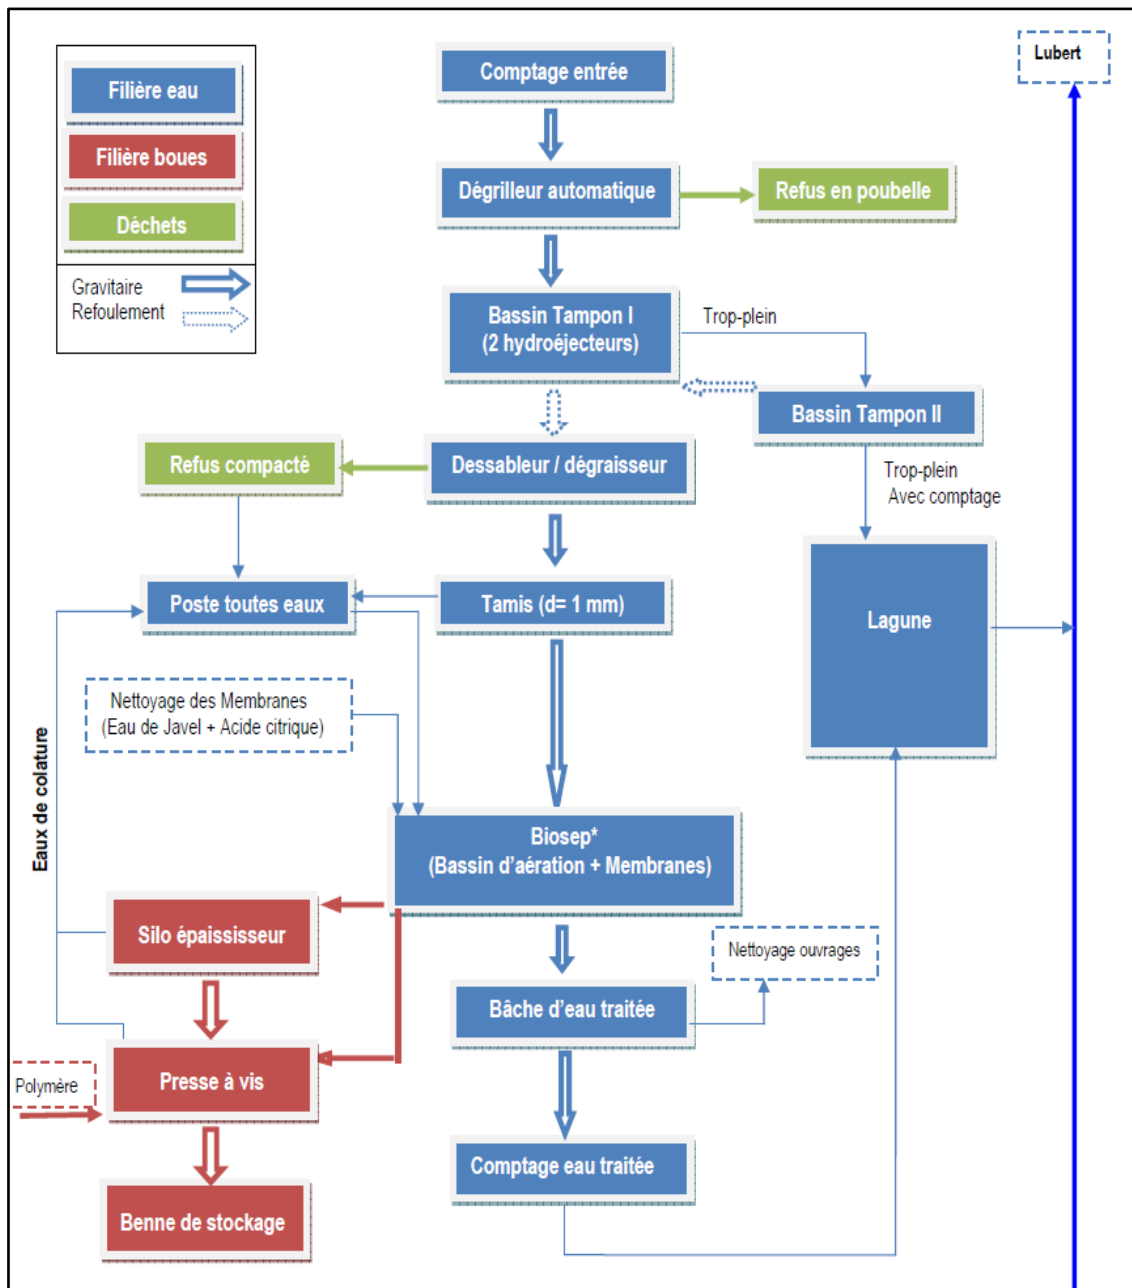 Filière eau
Filière boues
Déchets
Gravitaire
Refoulement
Comptage entrée
Lubert
Dégrilleur automatique
Refus en poubelle
Bassin Tampon I
(2 hydroéjecteurs)
Trop-plein
Bassin Tampon II
Refus compacté
Dessableur / dégraisseur
Trop-plein
Avec comptage
Poste toutes eaux
Tamis (d= 1 mm)
Lagune
Nettoyage des Membranes
(Eau de Javel + Acide citrique)
Eaux de colature
Biosep*
(Bassin d'aération + Membranes)
Silo épaississeur
Nettoyage ouvrages
Bâche d'eau traitée
Presse à vis
Polymère
Comptage eau traitée
Benne de stockage